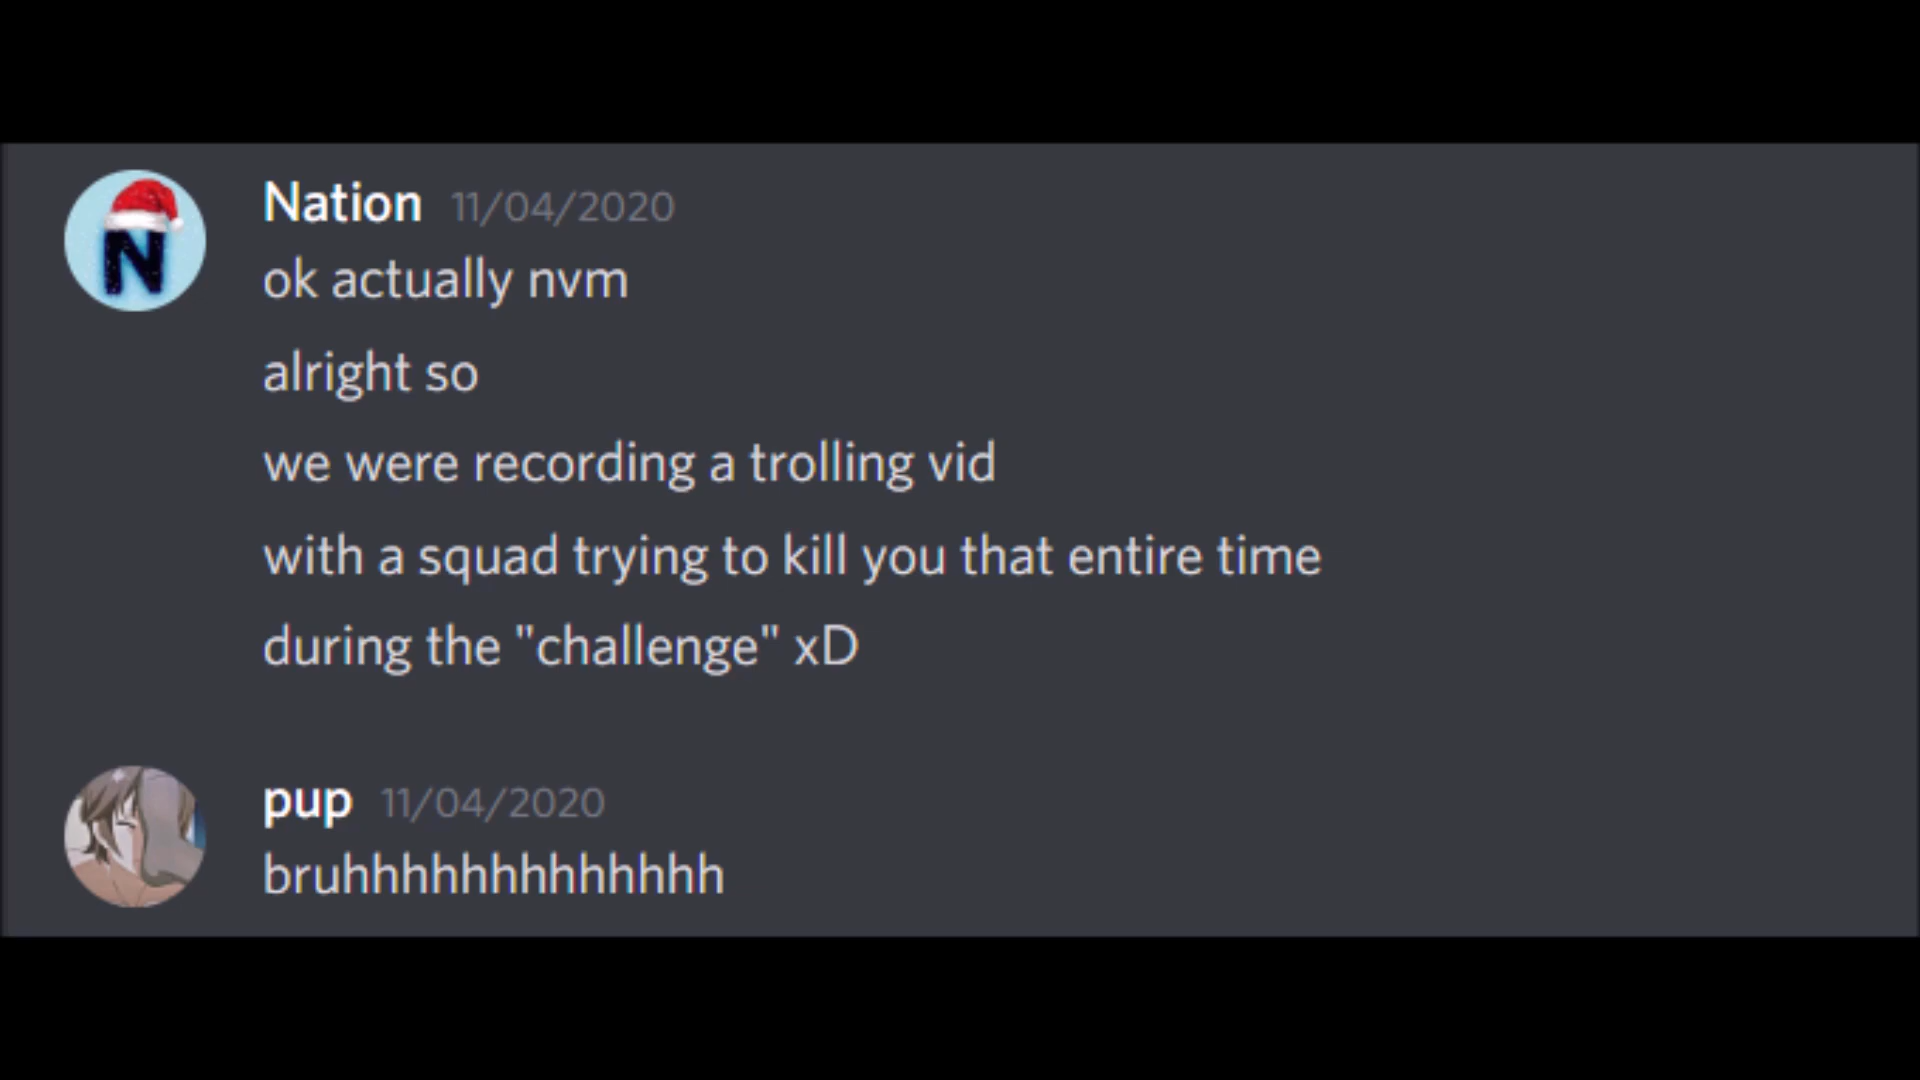 N
Nation 11/04/2020
ok actually nvm
alright so
we were recording a trolling vid
with a squad trying to kill you that entire time
during the "challenge" xD
pup 11/04/2020
bruhhhhhhhhhhhhh